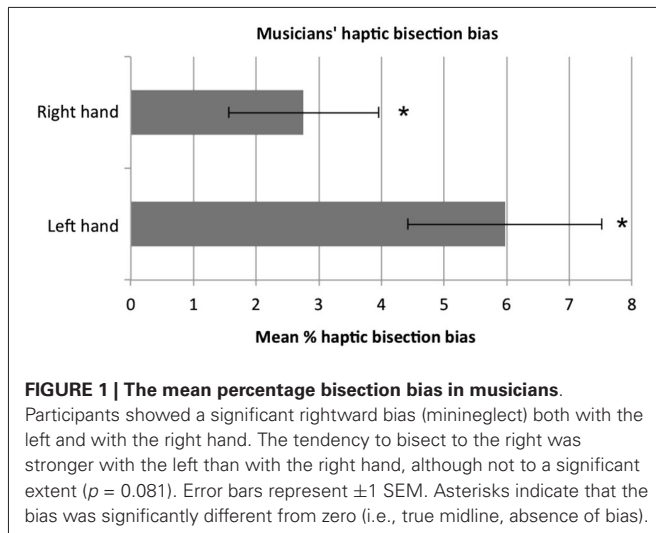 Musicians' haptic bisection bias
Right hand
*
Left hand
*
0 1 2 3 4 5 6 7 8
Mean % haptic bisection bias
FIGURE 1 | The mean percentage bisection bias in musicians.
Participants showed a significant rightward bias (minineglect) both with the
left and with the right hand. The tendency to bisect to the right was
stronger with the left than with the right hand, although not to a significant
extent (p = 0.081). Error bars represent ±1 SEM. Asterisks indicate that the
bias was significantly different from zero (i.e., true midline, absence of bias).